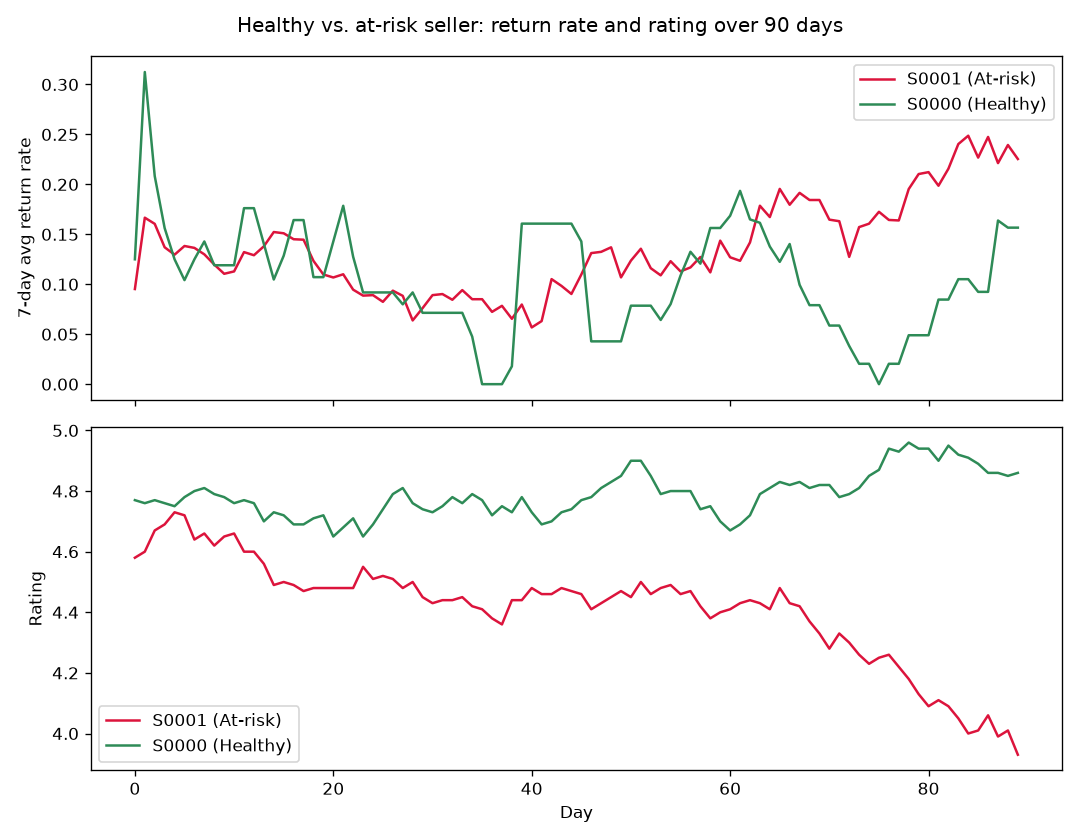 Healthy vs. at-risk seller: return rate and rating over 90 days
7-day avg return rate
0.30
0.25
0.20
0.15
0.10
0.05
0.00
S0001 (At-risk)
S0000 (Healthy)
Rating
5.0
4.8
4.6
4.4
4.2
4.0
S0001 (At-risk)
S0000 (Healthy)
0 20 40 60 80
Day